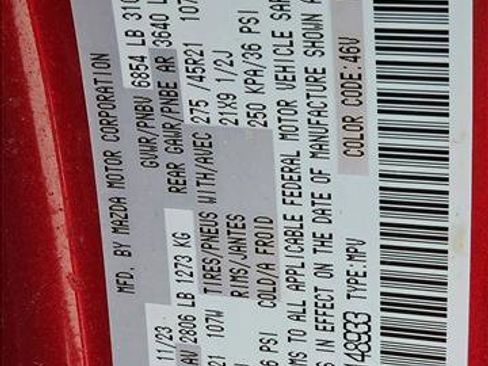 MFD. BY MAZDA MOTOR CORPORATION
11/23 GVWR/PNBV 6854 LB 310
AV 2806 LB 1273 KG REAR GAWR/PNBE AR 3640 L
21 107W TIRES/PNEUS WITH/AVEC 275 /45R21 107
RIMS/JANTES 21X9 1/2J
6 PSI COLD/A FROID 250 KPA/36 PSI
MS TO ALL APPLICABLE FEDERAL MOTOR VEHICLE SAF
S IN EFFECT ON THE DATE OF MANUFACTURE SHOWN A
148933 TYPE:MPV COLOR CODE:46V